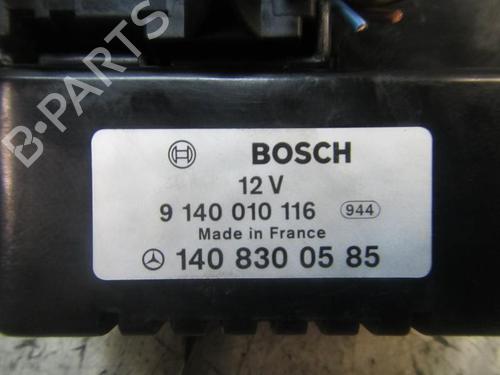 BOSCH
12 V
9 140 010 116 944
Made in France
140 830 05 85
B-PARTS